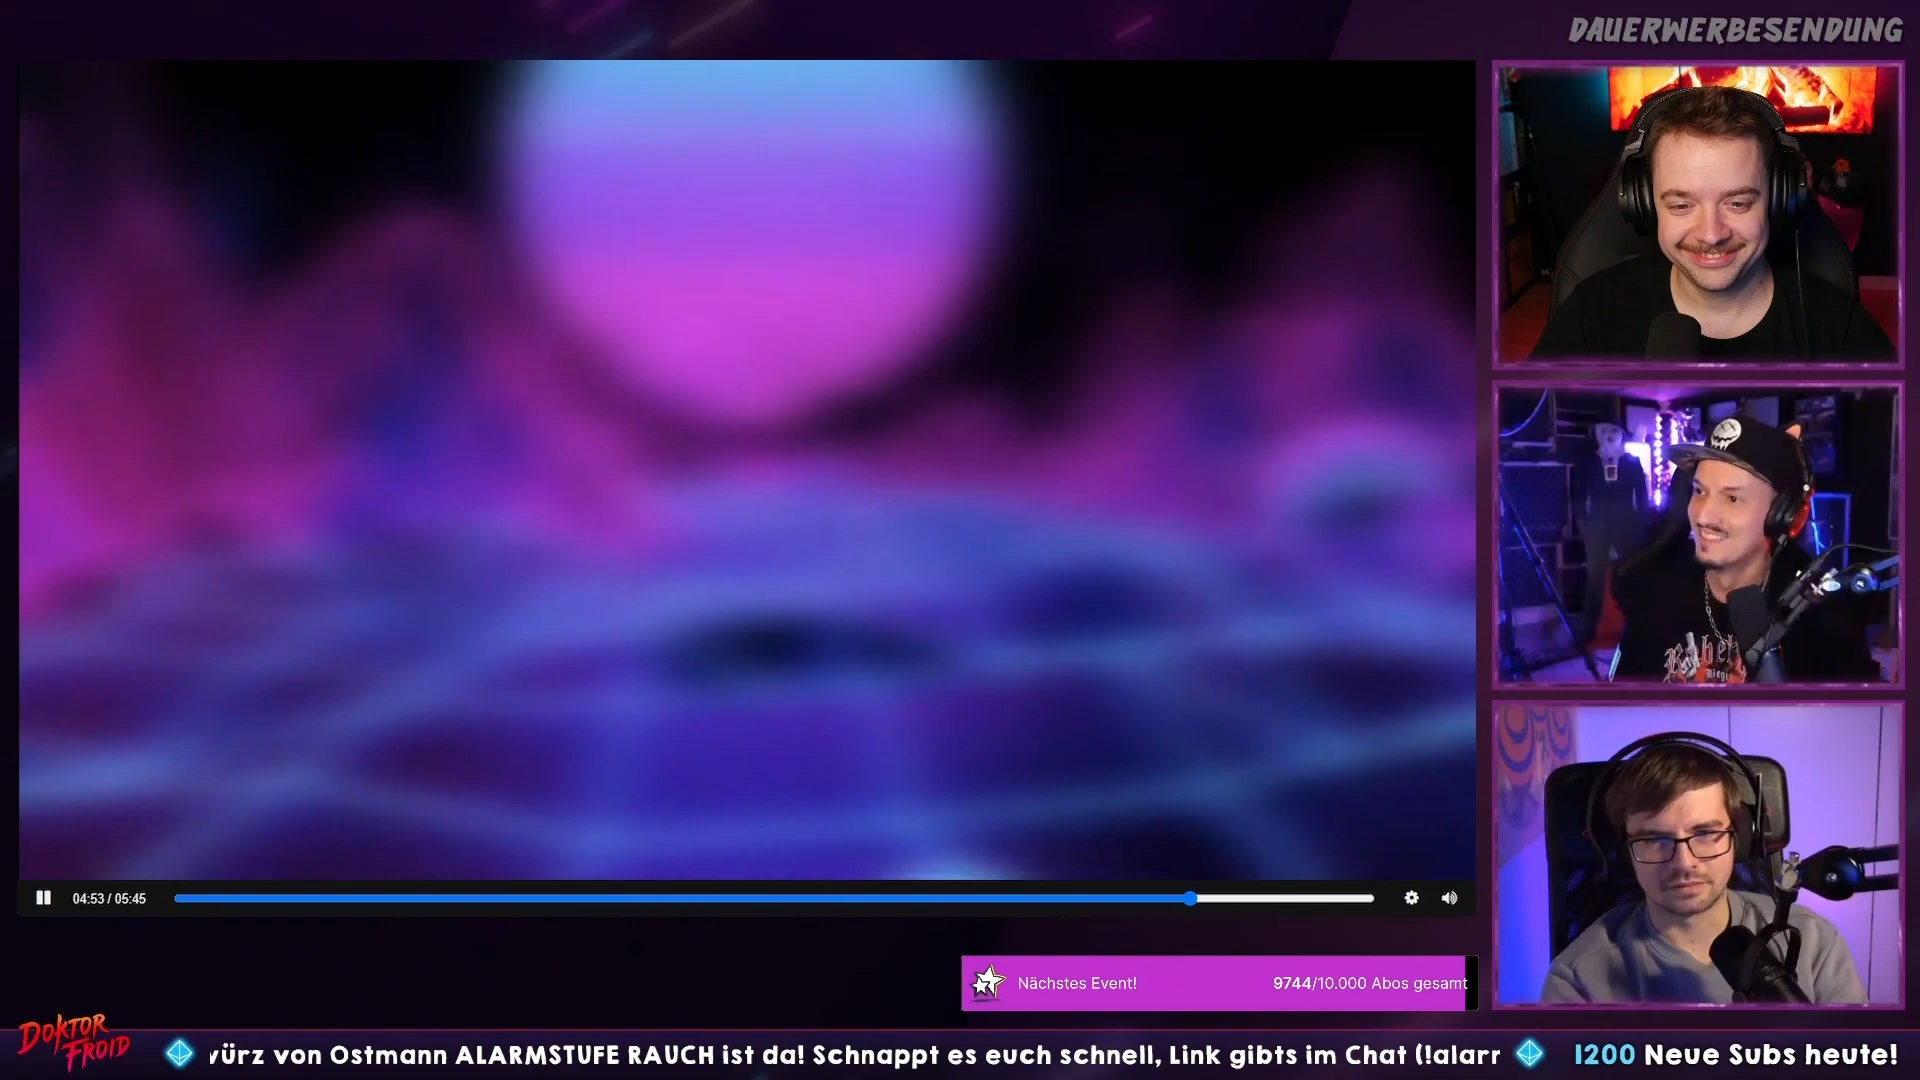 DAUERWERBESENDUNG
04:53 / 05:45
Nächstes Event! 9744/10.000 Abos gesamt
DOKTOR
FROID
würz von Ostmann ALARMSTUFE RAUCH ist da! Schnappt es euch schnell, Link gibts im Chat (!alarr
1200 Neue Subs heute!